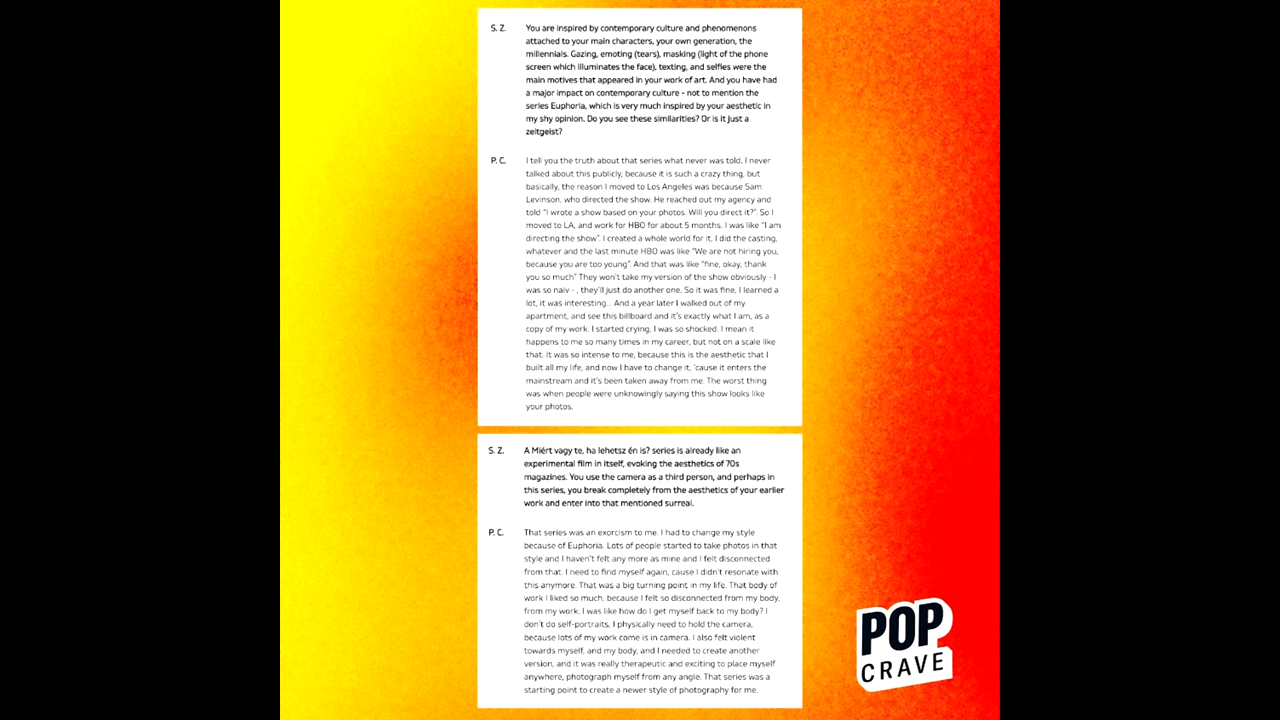 S. Z. You are inspired by contemporary culture and phenomenons
attached to your main characters, your own generation, the
millennials. Gazing, emoting (tears), masking (light of the phone
screen which illuminates the face), texting, and selfies were the
main motives that appeared in your work of art. And you have had
a major impact on contemporary culture - not to mention the
series Euphoria, which is very much inspired by your aesthetic in
my shy opinion. Do you see these similarities? Or is it just a
zeitgeist?
P. C. I tell you the truth about that series what never was told. I never
talked about this publicly, because it is such a crazy thing, but
basically, the reason I moved to Los Angeles was because Sam
Levinson, who directed the show. He reached out my agency and
told "I wrote a show based on your photos. Will you direct it?". So I
moved to LA, and work for HBO for about 5 months. I was like "I am
directing the show". I created a whole world for it, I did the casting,
whatever and the last minute HBO was like "We are not hiring you,
because you are too young". And that was like "fine, okay, thank
you so much" They won't take my version of the show obviously - I
was so naiv - , they'll just do another one. So it was fine, I learned a
lot, it was interesting... And a year later I walked out of my
apartment, and see this billboard and it's exactly what I am, as a
copy of my work. I started crying, I was so shocked. I mean it
happens to me so many times in my career, but not on a scale like
that. It was so intense to me, because this is the aesthetic that I
built all my life, and now I have to change it, 'cause it enters the
mainstream and it's been taken away from me. The worst thing
was when people were unknowingly saying this show looks like
your photos.
S. Z. A Miért vagy te, ha lehetsz én is? series is already like an
experimental film in itself, evoking the aesthetics of 70s
magazines. You use the camera as a third person, and perhaps in
this series, you break completely from the aesthetics of your earlier
work and enter into that mentioned surreal.
P. C. That series was an exorcism to me. I had to change my style
because of Euphoria. Lots of people started to take photos in that
style and I haven't felt any more as mine and I felt disconnected
from that. I need to find myself again, cause I didn't resonate with
this anymore. That was a big turning point in my life. That body of
work I liked so much, because I felt so disconnected from my body,
from my work. I was like how do I get myself back to my body? I
don't do self-portraits, I physically need to hold the camera,
because lots of my work come is in camera. I also felt violent
towards myself, and my body, and I needed to create another
version, and it was really therapeutic and exciting to place myself
anywhere, photograph myself from any angle. That series was a
starting point to create a newer style of photography for me.
POP
CRAVE